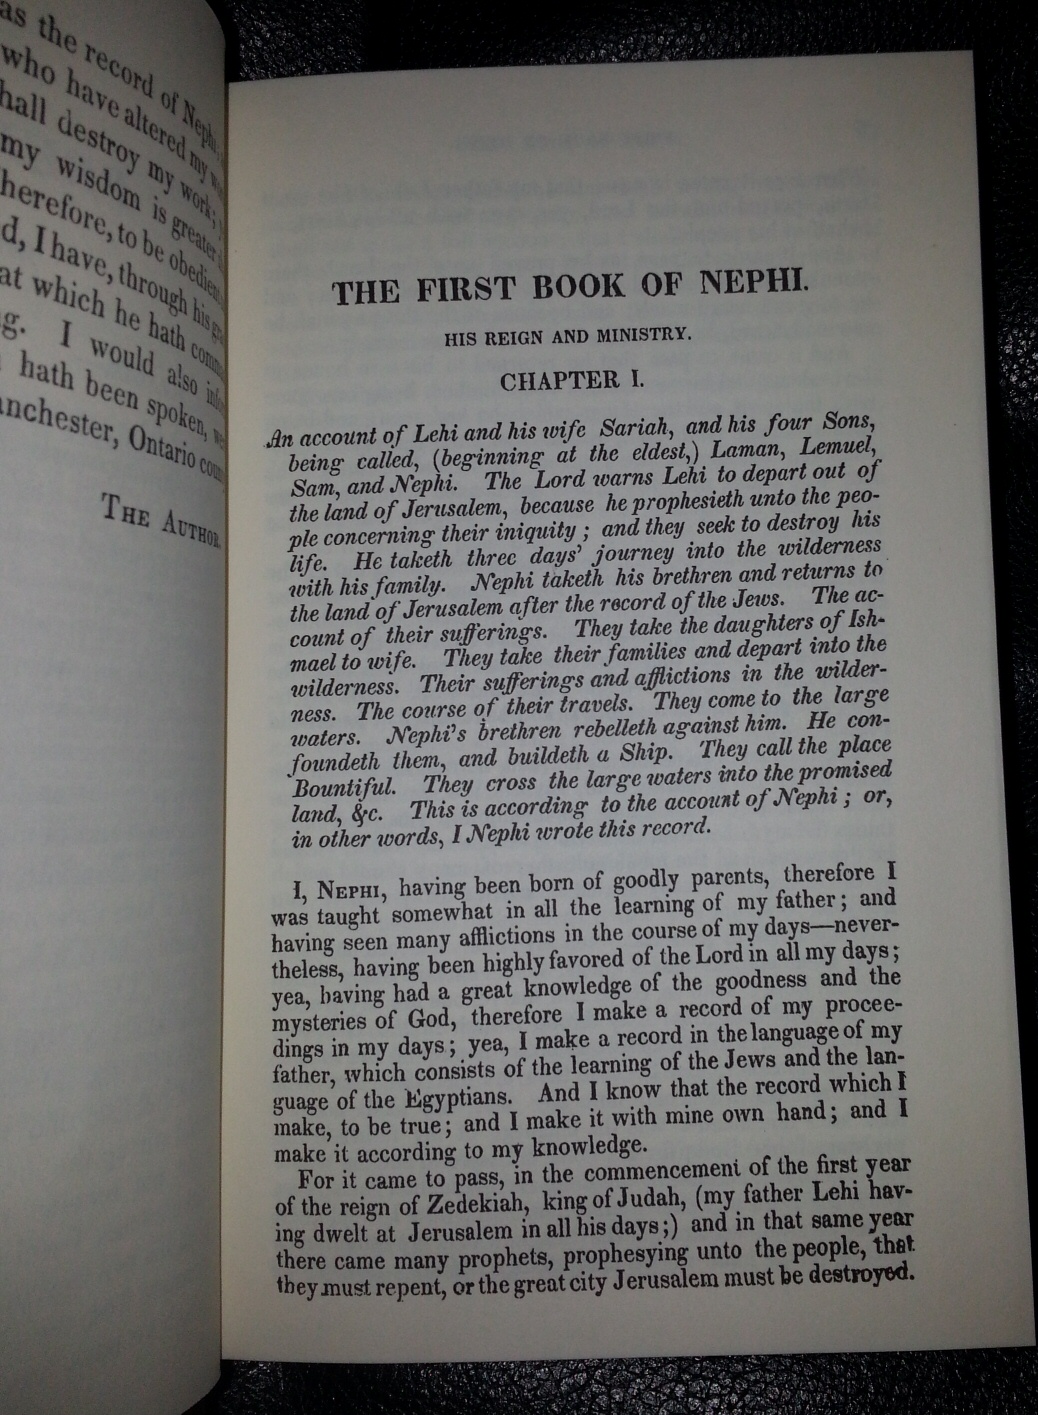 as the record of Neph
who have altered my
hall destroy my work;
my wisdom is greater
herefore, to be obedient
d, I have, through his
at which he hath
g. I would also
hath been spoken,
anchester, Ontario
THE AUTHOR.
THE FIRST BOOK OF NEPHI.
HIS REIGN AND MINISTRY.
CHAPTER I.
An account of Lehi and his wife Sariah, and his four Sons,
being called, (beginning at the eldest,) Laman, Lemuel,
Sam, and Nephi. The Lord warns Lehi to depart out of
the land of Jerusalem, because he prophesieth unto the peo-
ple concerning their iniquity; and they seek to destroy his
life. He taketh three days' journey into the wilderness
with his family. Nephi taketh his brethren and returns to
the land of Jerusalem after the record of the Jews. The ac-
count of their sufferings. They take the daughters of Ish-
mael to wife. They take their families and depart into the
wilderness. Their sufferings and afflictions in the wilder-
ness. The course of their travels. They come to the large
waters. Nephi's brethren rebelleth against him. He con-
foundeth them, and buildeth a Ship. They call the place
Bountiful. They cross the large waters into the promised
land, &c. This is according to the account of Nephi; or,
in other words, I Nephi wrote this record.
I, NEPHI, having been born of goodly parents, therefore I
was taught somewhat in all the learning of my father; and
having seen many afflictions in the course of my days—never-
theless, having been highly favored of the Lord in all my days;
yea, having had a great knowledge of the goodness and the
mysteries of God, therefore I make a record of my procee-
dings in my days; yea, I make a record in the language of my
father, which consists of the learning of the Jews and the lan-
guage of the Egyptians. And I know that the record which I
make, to be true; and I make it with mine own hand; and I
make it according to my knowledge.
For it came to pass, in the commencement of the first year
of the reign of Zedekiah, king of Judah, (my father Lehi hav-
ing dwelt at Jerusalem in all his days;) and in that same year
there came many prophets, prophesying unto the people, that
they must repent, or the great city Jerusalem must be destroyed.